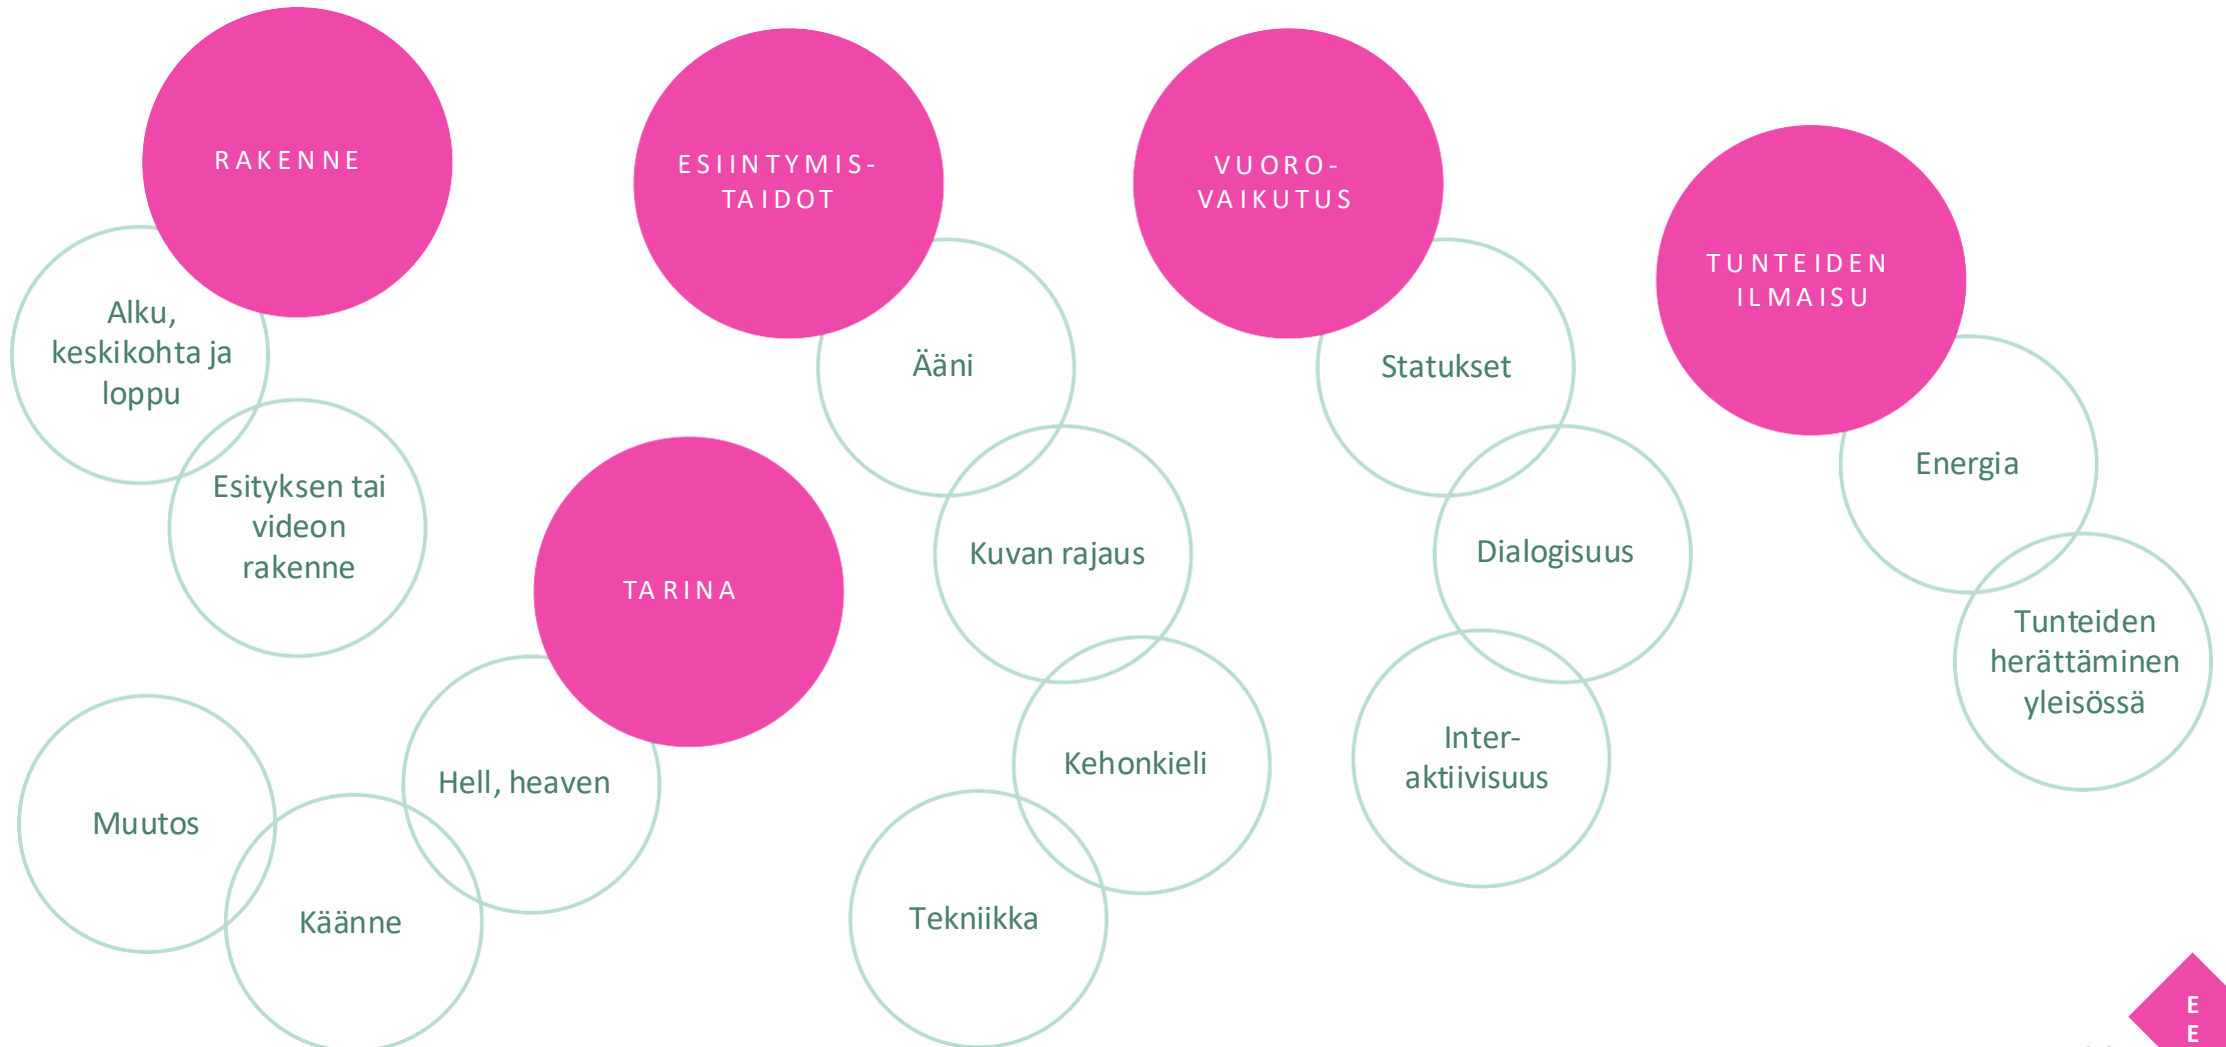 RAKENNE
Alku,
keskikohta ja
loppu
Esityksen tai
videon
rakenne
TARINA
Hell, heaven
Käänne
Muutos
ESIINTYMIS-
TAIDOT
Ääni
Kuvan rajaus
Kehonkieli
Tekniikka
VUORO-
VAIKUTUS
Statukset
Dialogisuus
Inter-
aktiivisuus
TUNTEIDEN
ILMAISU
Energia
Tunteiden
herättäminen
yleisössä
E
E